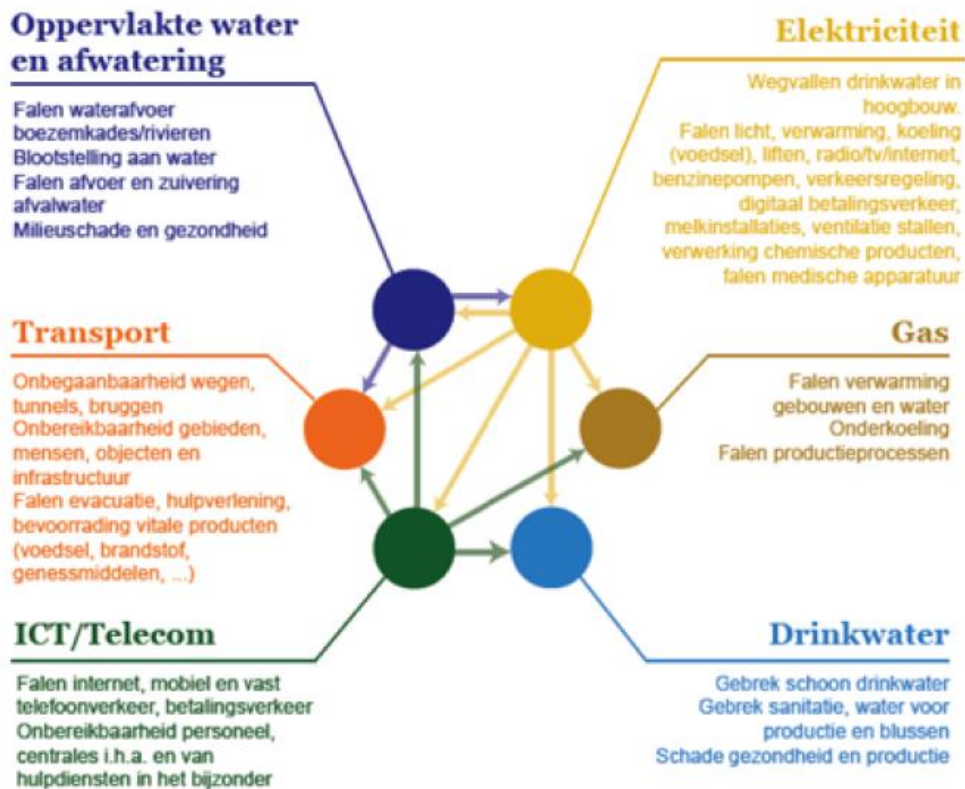 Oppervlakte water
en afwatering
Falen waterafvoer
boezemkades/rivieren
Blootstelling aan water
Falen afvoer en zuivering
afvalwater
Milieuschade en gezondheid
Elektriciteit
Wegvallen drinkwater in
hoogbouw.
Falen licht, verwarming, koeling
(voedsel), liften, radio/tv/internet,
benzinepompen, verkeersregeling,
digitaal betalingsverkeer,
melkinstallaties, ventilatie stallen,
verwerking chemische producten,
falen medische apparatuur
Transport
Onbegaanbaarheid wegen,
tunnels, bruggen
Onbereikbaarheid gebieden,
mensen, objecten en
infrastructuur
Falen evacuatie, hulpverlening,
bevoorrading vitale producten
(voedsel, brandstof,
genessmiddelen, ...)
Gas
Falen verwarming
gebouwen en water
Onderkoeling
Falen productieprocessen
ICT/Telecom
Falen internet, mobiel en vast
telefoonverkeer, betalingsverkeer
Onbereikbaarheid personeel,
centrales i.h.a. en van
hulpdiensten in het bijzonder
Drinkwater
Gebrek schoon drinkwater
Gebrek sanitatie, water voor
productie en blussen
Schade gezondheid en productie